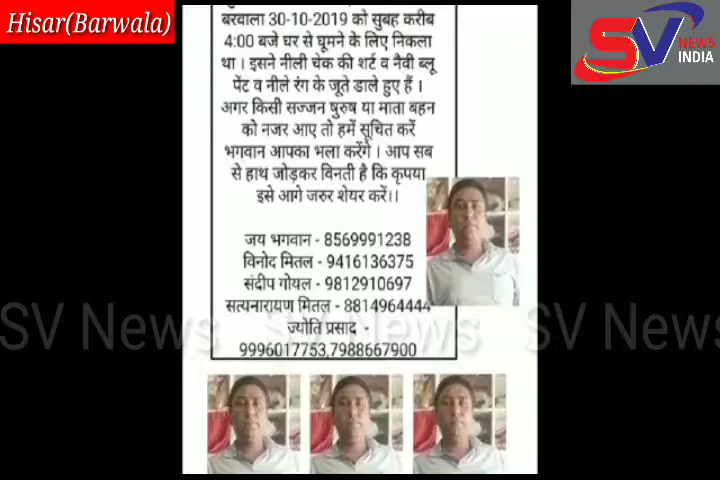 Hisar(Barwala)
SV NEWS INDIA
बरवाला 30-10-2019 को सुबह करीब
4:00 बजे घर से घूमने के लिए निकला
था । इसने नीली चेक की शर्ट व नैवी ब्लू
पेंट व नीले रंग के जूते डाले हुए हैं ।
अगर किसी सज्जन पुरुष या माता बहन
को नजर आए तो हमें सूचित करें
भगवान आपका भला करेंगे । आप सब
से हाथ जोड़कर विनती है कि कृपया
इसे आगे जरुर शेयर करें।।
जय भगवान - 8569991238
विनोद मितल - 9416136375
संदीप गोयल - 9812910697
सत्यनारायण मितल - 8814964444
ज्योति प्रसाद -
9996017753,7988667900
SV News SV News SV News